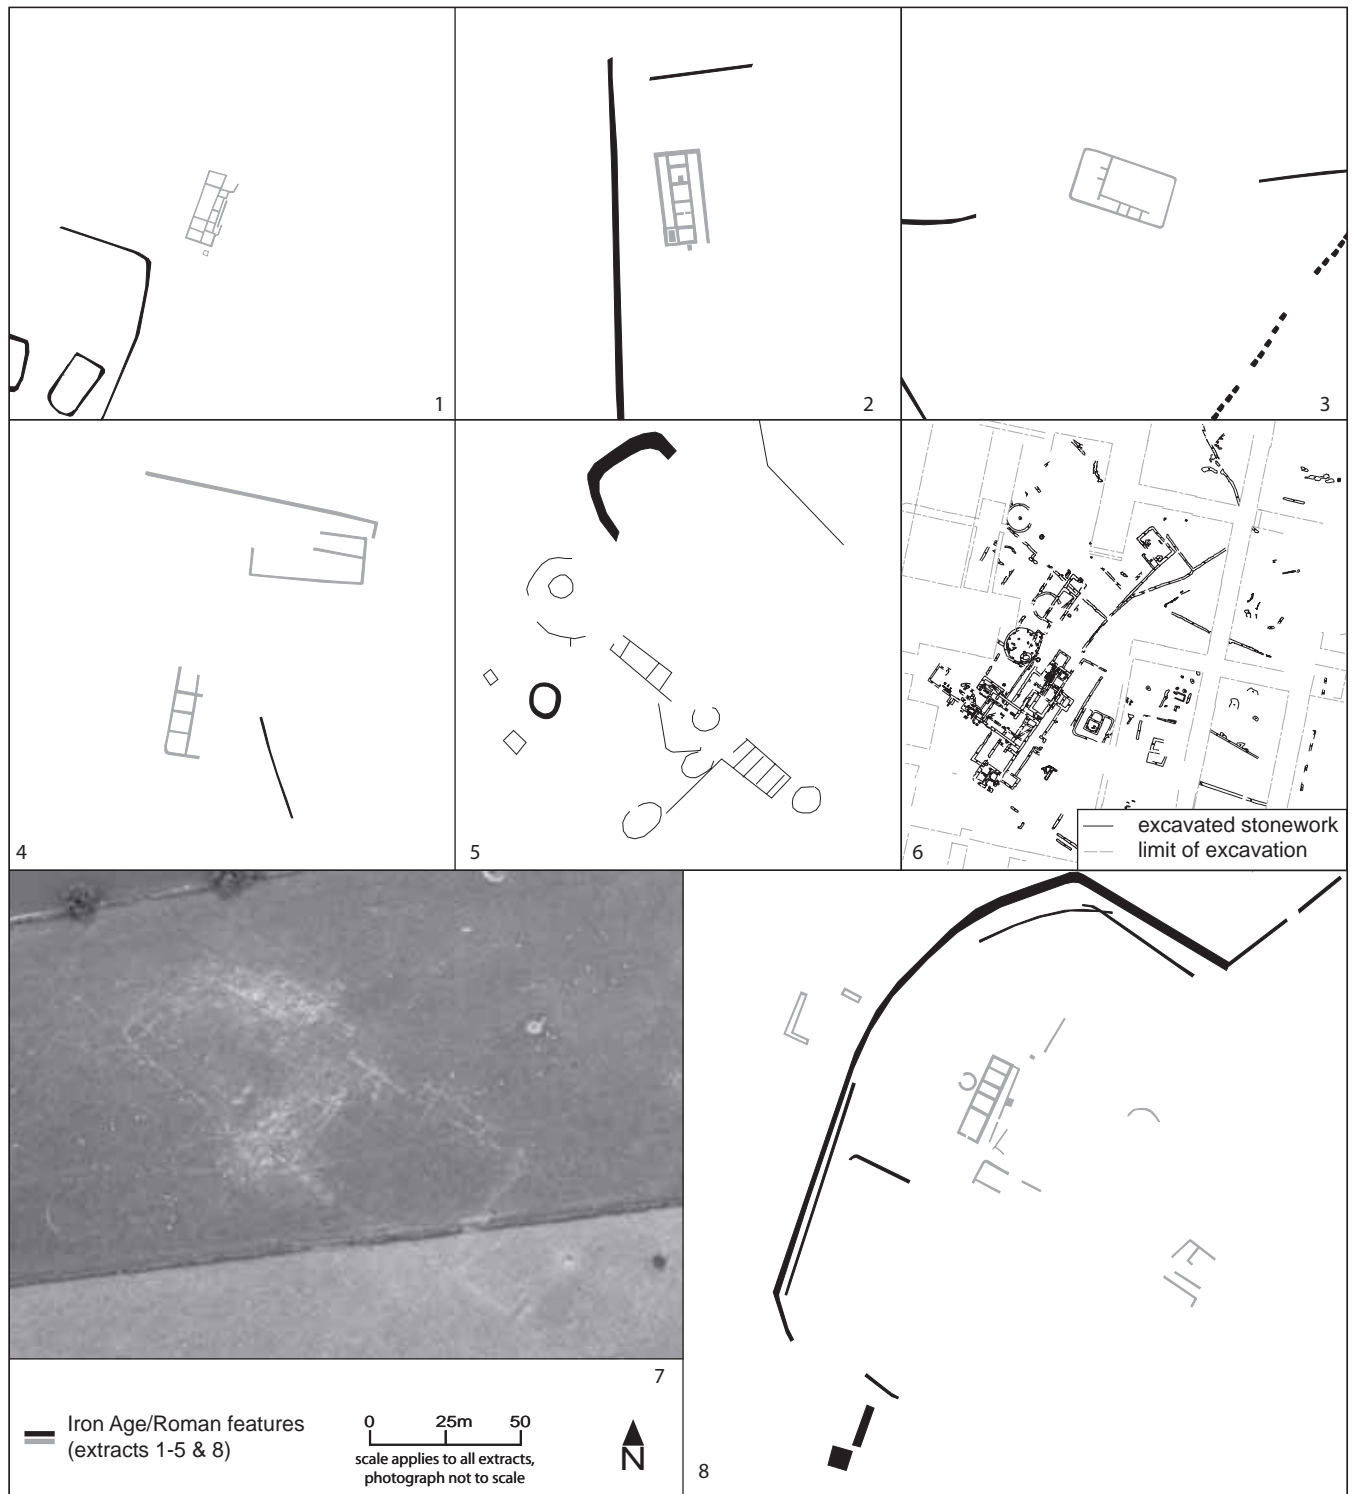 1
2
3
4
5
6
excavated stonework
limit of excavation
7
Iron Age/Roman features
(extracts 1-5 & 8)
0 25m 50
scale applies to all extracts,
photograph not to scale
N
8